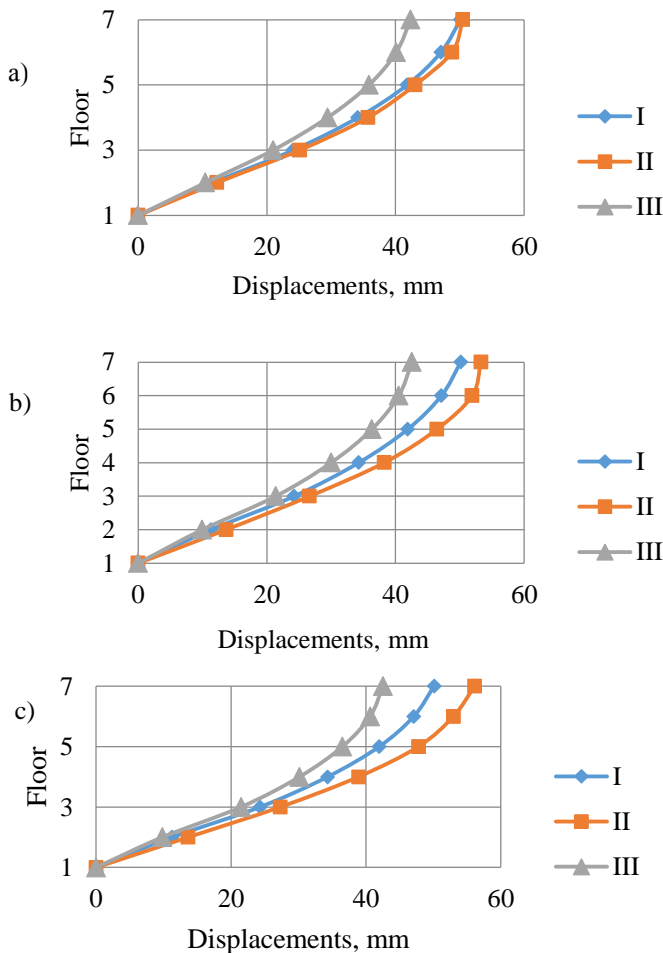 a)
Floor
7
5
3
1
0 20 40 60
Displacements, mm
I
II
III
b)
Floor
7
6
5
4
3
2
1
0 20 40 60
Displacements, mm
I
II
III
c)
Floor
7
5
3
1
0 20 40 60
Displacements, mm
I
II
III